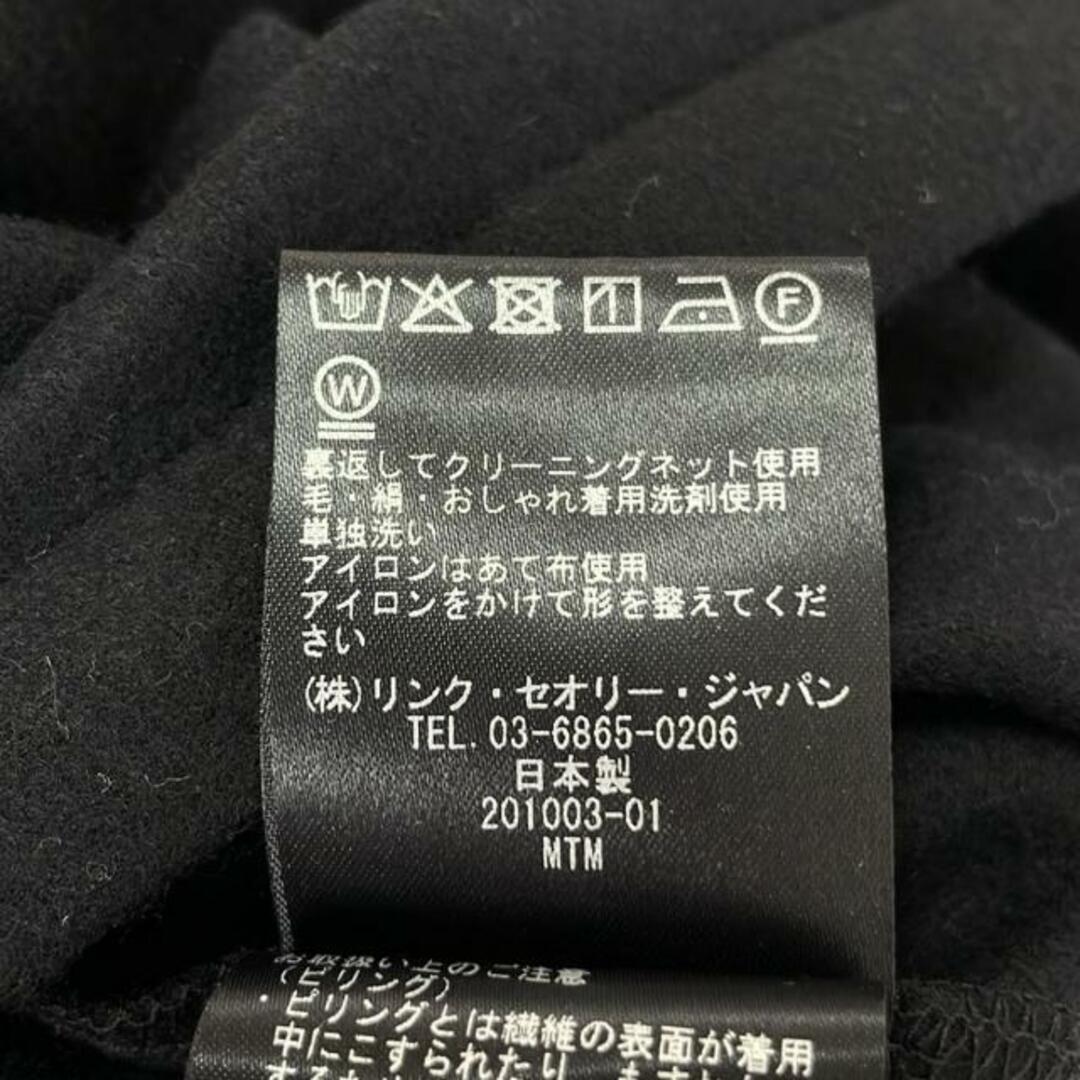 F
W
裏返してクリーニングネット使用
毛・絹・おしゃれ着用洗剤使用
単独洗い
アイロンはあて布使用
アイロンをかけて形を整えてくだ
さい
(株)リンク・セオリー・ジャパン
TEL. 03-6865-0206
日本製
201003-01
MTM
お取扱い上のご注意
(ピリング)
・ピリングとは繊維の表面が着用
中にこすられたり